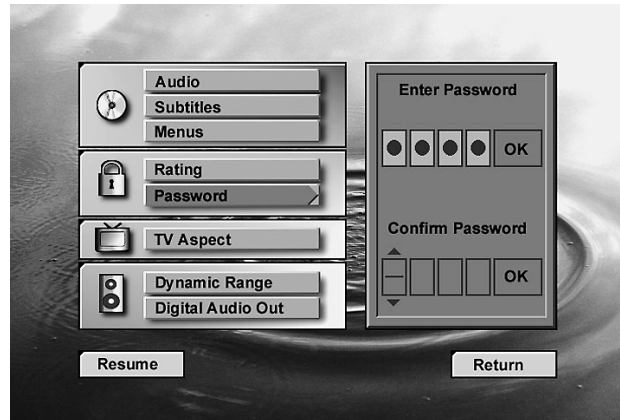 Audio
Subtitles
Menus
Rating
Password
TV Aspect
Dynamic Range
Digital Audio Out
Enter Password
OK
Confirm Password
OK
Resume
Return